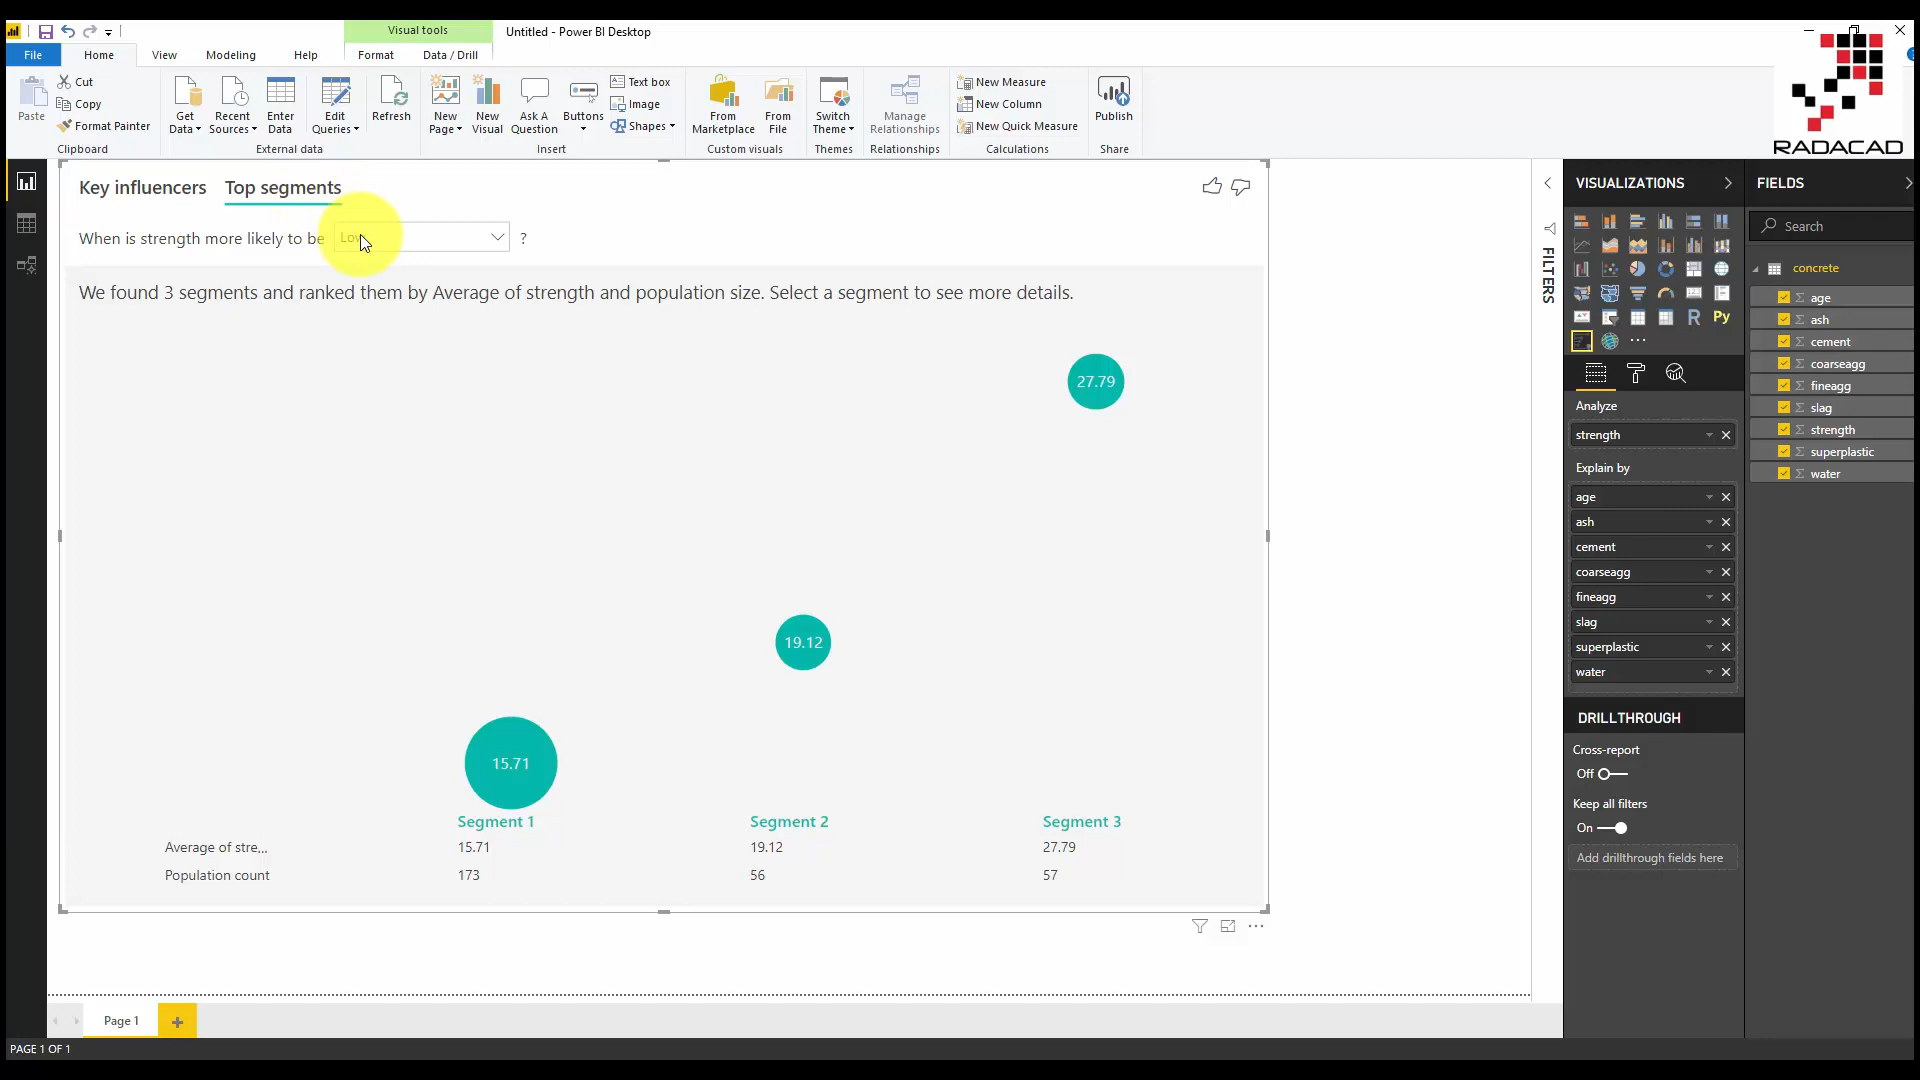 Visual tools
Untitled - Power BI Desktop
File
Home
View
Modeling
Help
Format
Data / Drill
Paste
Cut
Copy
Format Painter
Clipboard
Get Data
Recent Sources
Enter Data
Edit Queries
Refresh
External data
New Page
New Visual
Ask A Question
Buttons
Text box
Image
Shapes
Insert
From Marketplace
From File
Custom visuals
Switch Theme
Themes
Manage Relationships
Relationships
New Measure
New Column
New Quick Measure
Calculations
Publish
Share
RADACAD
Key influencers
Top segments
When is strength more likely to be
Low
?
We found 3 segments and ranked them by Average of strength and population size. Select a segment to see more details.
27.79
19.12
15.71
Segment 1
Segment 2
Segment 3
Average of stre...
15.71
19.12
27.79
Population count
173
56
57
FILTERS
VISUALIZATIONS
R
Py
Analyze
strength
Explain by
age
ash
cement
coarseagg
fineagg
slag
superplastic
water
DRILLTHROUGH
Cross-report
Off
Keep all filters
On
Add drillthrough fields here
FIELDS
Search
concrete
age
ash
cement
coarseagg
fineagg
slag
strength
superplastic
water
Page 1
PAGE 1 OF 1